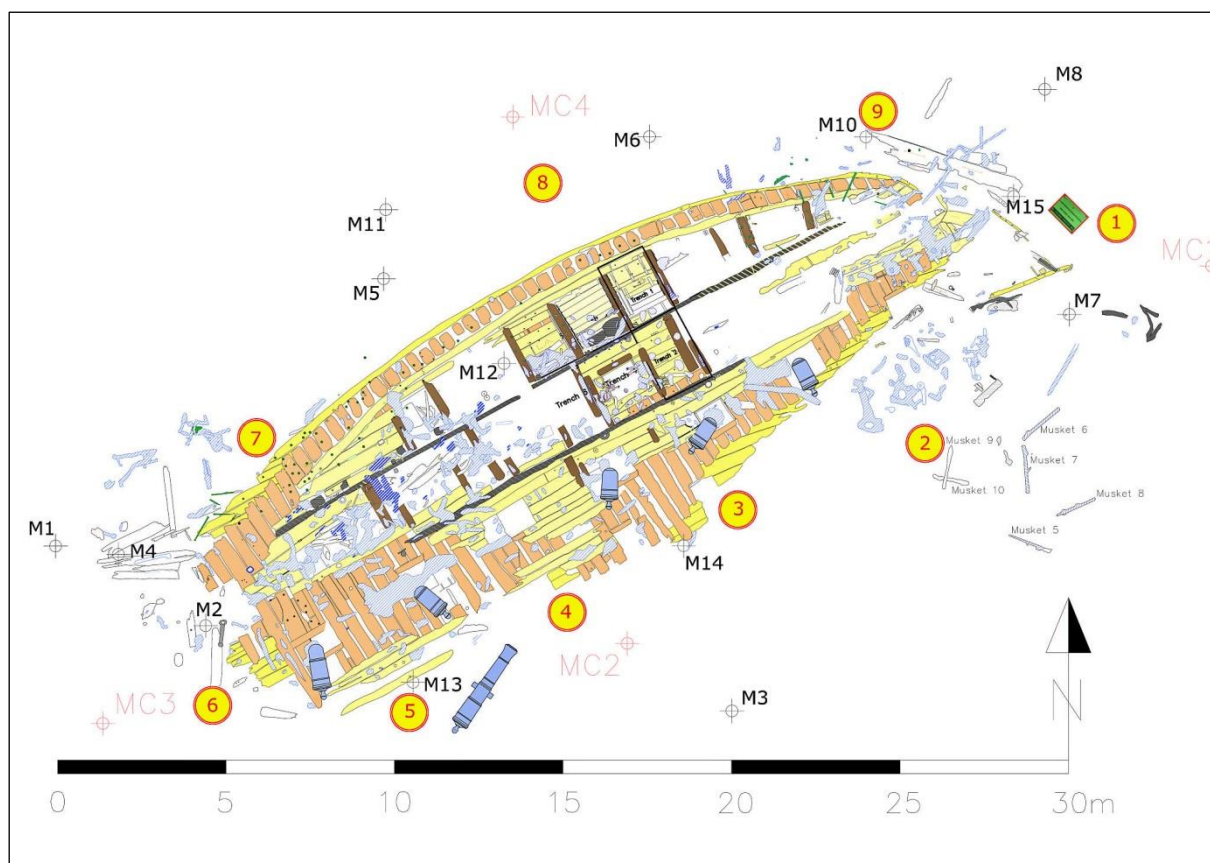 M8
MC4
9
M10
M6
8
M15
1
M11
MC
M5
Trench 1
M7
M12
Trench 2
Trench
Trench
7
2
Musket 9
Musket 6
Musket 7
Musket 10
Musket 8
3
M1
M4
Musket 5
M14
4
M2
MC2
MC3
6
M13
5
M3
N
0
5
10
15
20
25
30m